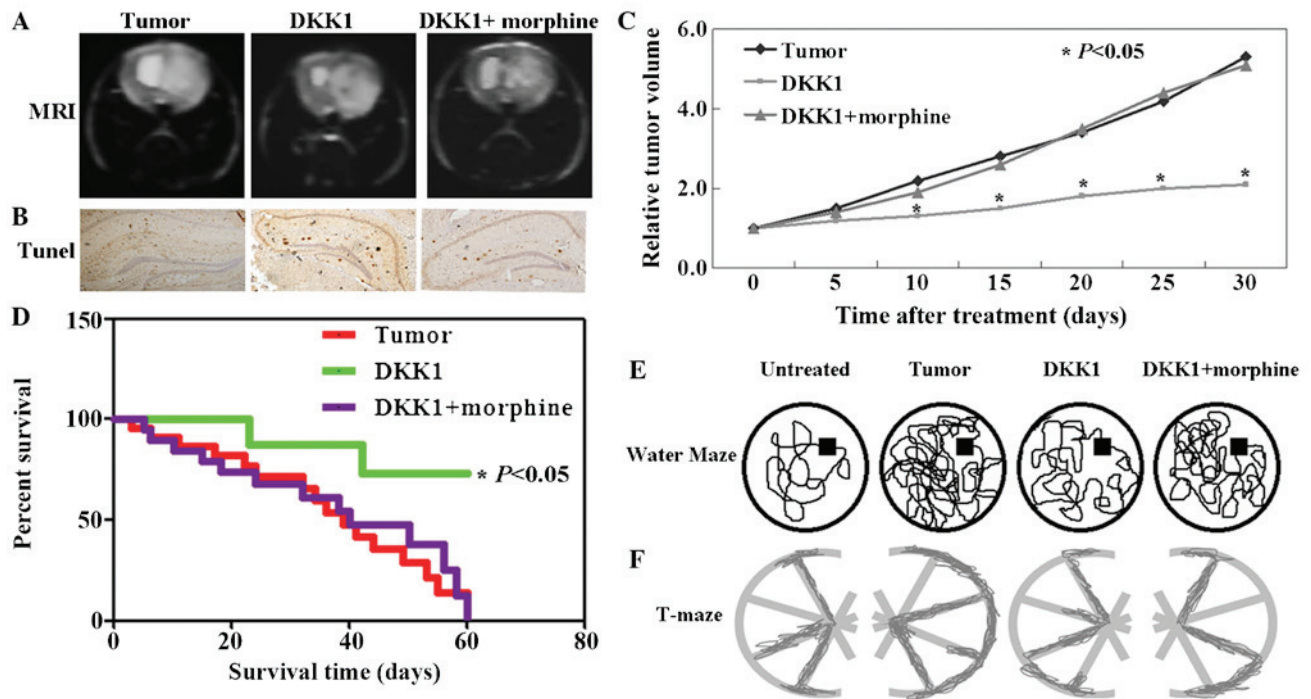 A
Tumor
DKK1
DKK1+ morphine
MRI
B
Tunel
C
6.0
4.0
2.0
0.0
Relative tumor volume
Tumor
DKK1
DKK1+morphine
* P<0.05
*
*
*
*
*
0
5
10
15
20
25
30
Time after treatment (days)
D
150
100
50
0
Percent survival
Tumor
DKK1
DKK1+morphine
* P<0.05
0
20
40
60
80
Survival time (days)
E
Untreated
Tumor
DKK1
DKK1+morphine
Water Maze
F
T-maze